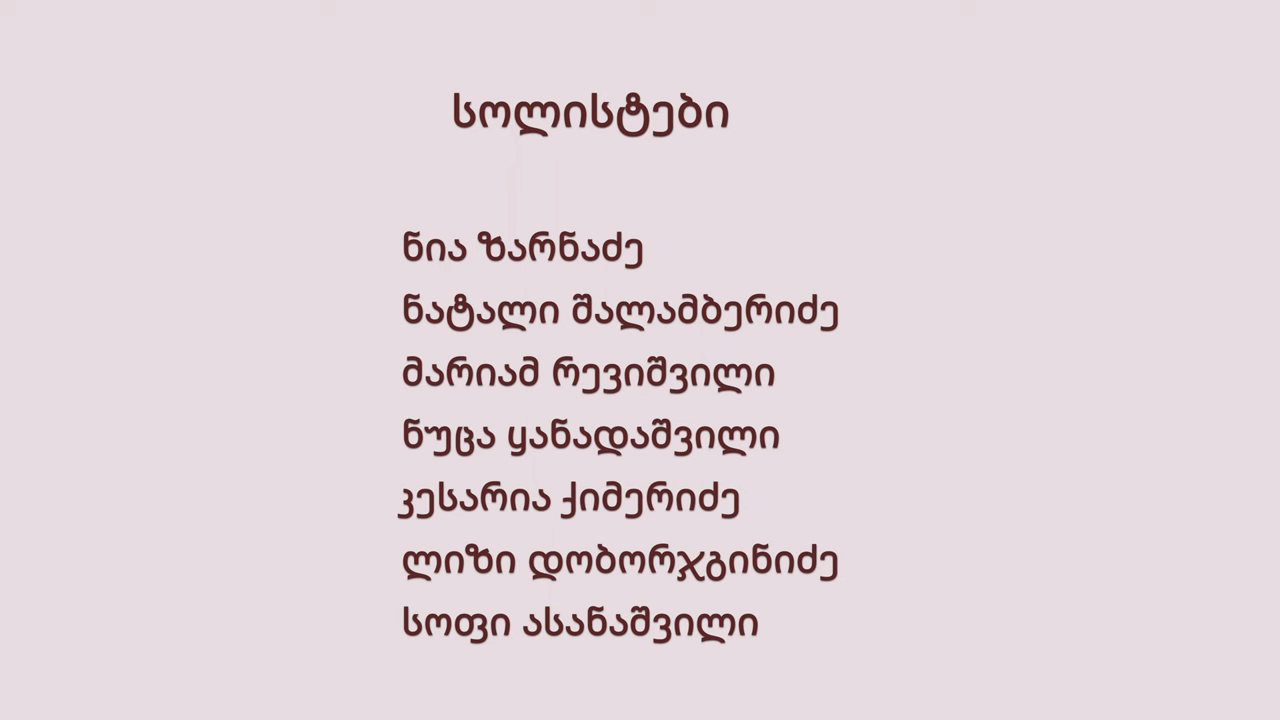 სოლისტები
ნია ზარნაძე
ნატალი შალამბერიძე
მარიამ რევიშვილი
ნუცა ყანადაშვილი
კესარია ქიმერიძე
ლიზი დობორჯგინიძე
სოფი ასანაშვილი